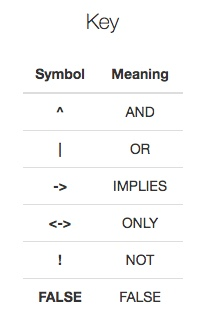 Key
Symbol Meaning
^ AND
| OR
-> IMPLIES
<-> ONLY
! NOT
FALSE FALSE